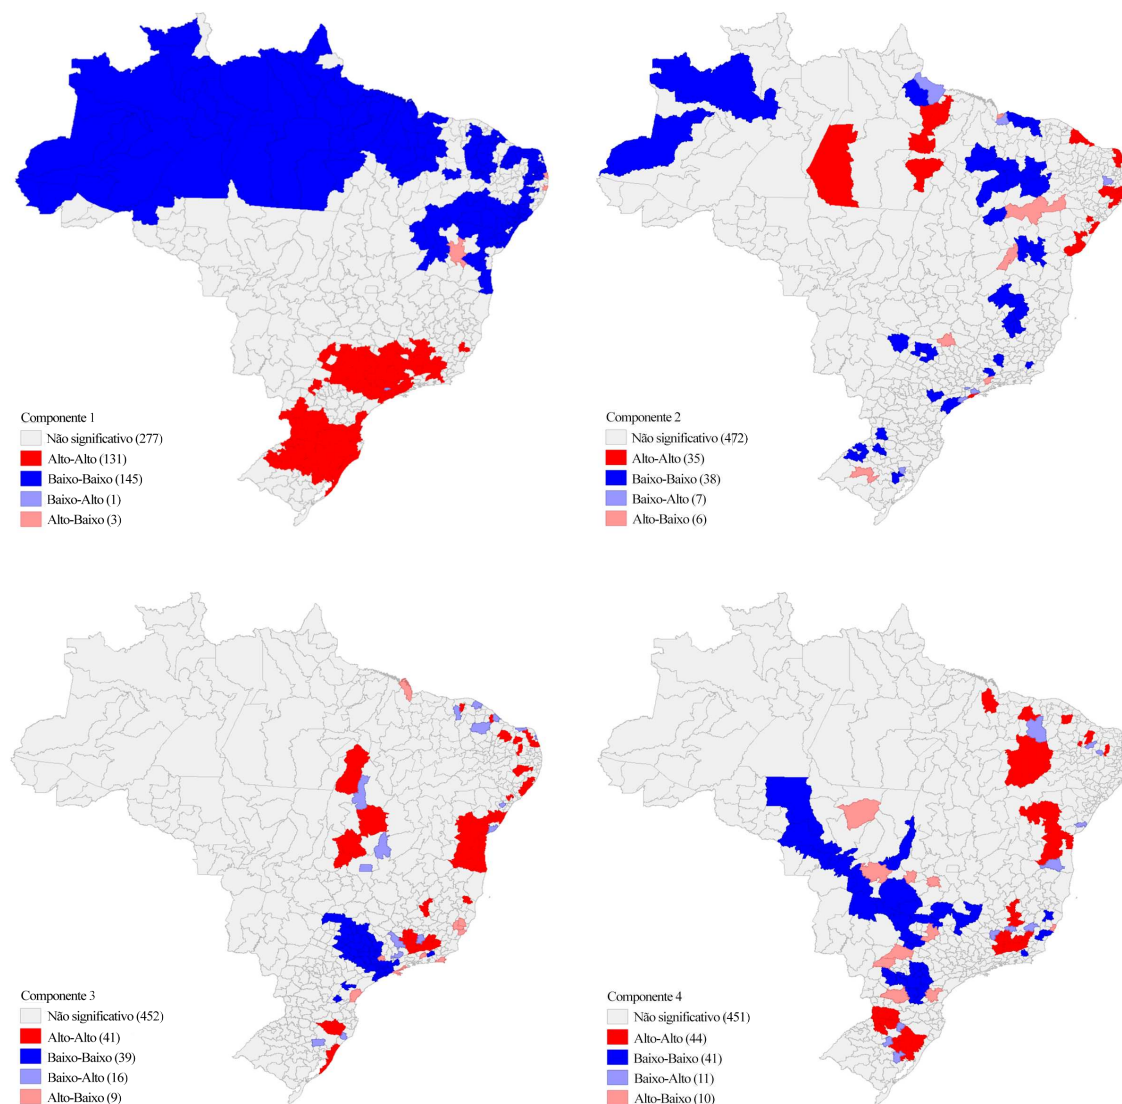 Componente 1
Não significativo (277)
Alto-Alto (131)
Baixo-Baixo (145)
Baixo-Alto (1)
Alto-Baixo (3)
Componente 2
Não significativo (472)
Alto-Alto (35)
Baixo-Baixo (38)
Baixo-Alto (7)
Alto-Baixo (6)
Componente 3
Não significativo (452)
Alto-Alto (41)
Baixo-Baixo (39)
Baixo-Alto (16)
Alto-Baixo (9)
Componente 4
Não significativo (451)
Alto-Alto (44)
Baixo-Baixo (41)
Baixo-Alto (11)
Alto-Baixo (10)